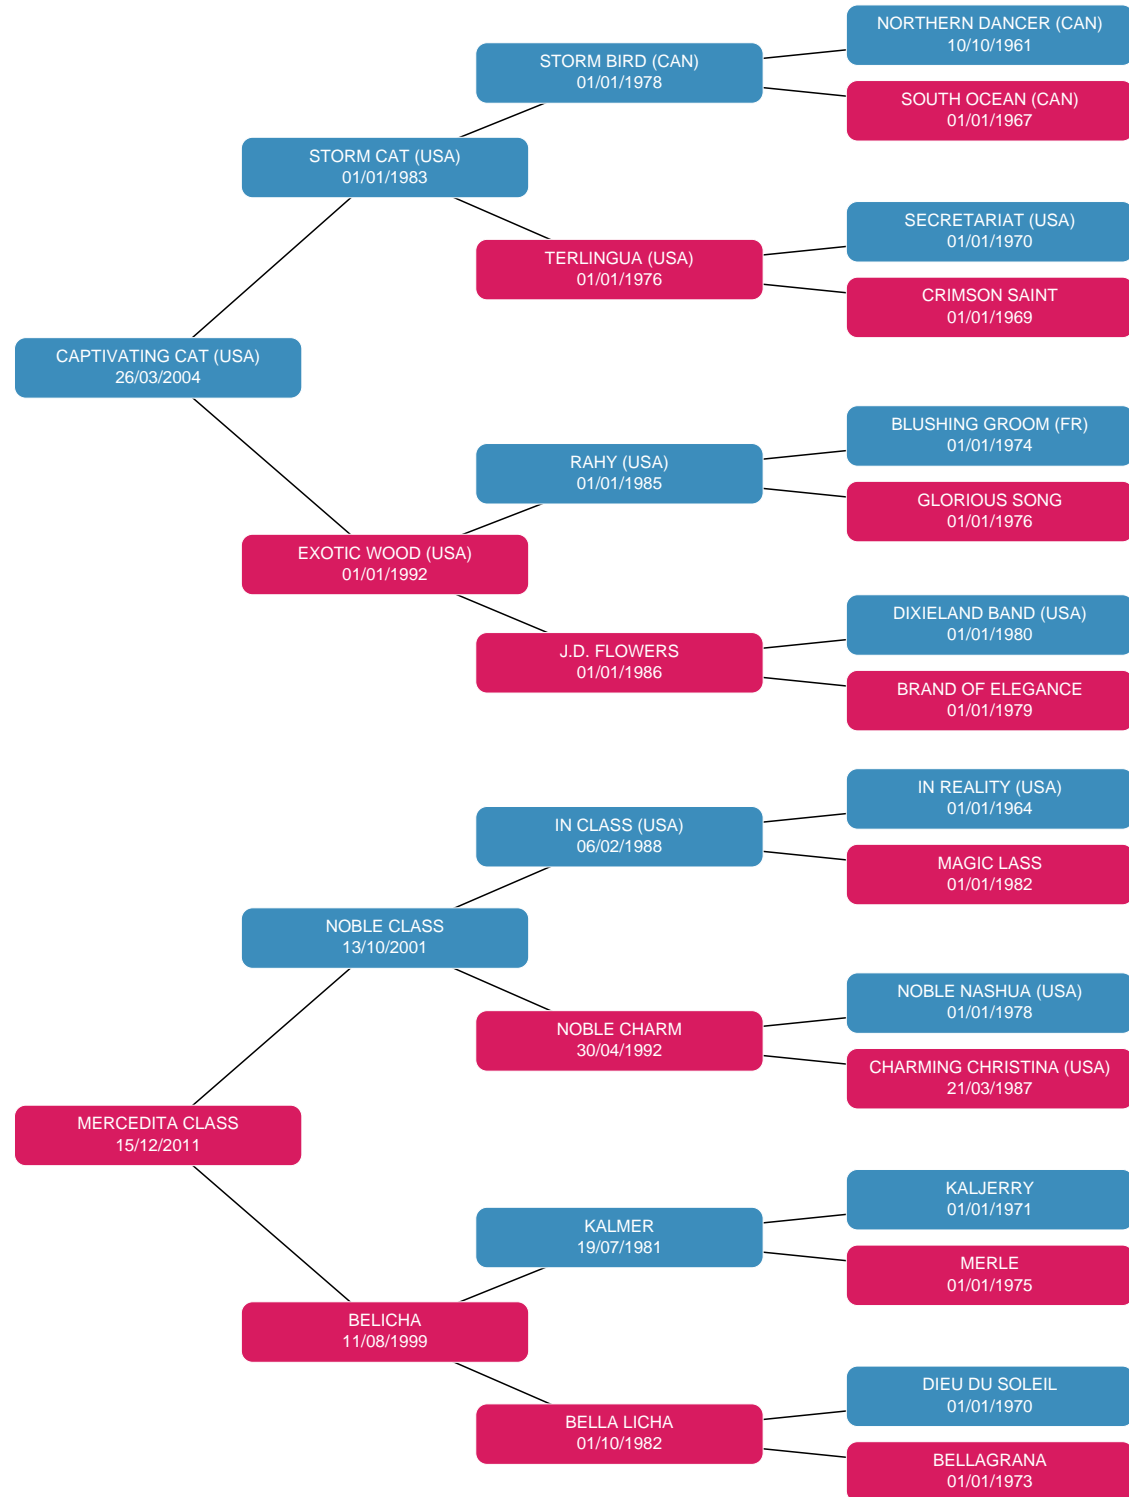 NORTHERN DANCER (CAN)
10/10/1961
STORM BIRD (CAN)
01/01/1978
SOUTH OCEAN (CAN)
01/01/1967
STORM CAT (USA)
01/01/1983
SECRETARIAT (USA)
01/01/1970
TERLINGUA (USA)
01/01/1976
CRIMSON SAINT
01/01/1969
CAPTIVATING CAT (USA)
26/03/2004
BLUSHING GROOM (FR)
01/01/1974
RAHY (USA)
01/01/1985
GLORIOUS SONG
01/01/1976
EXOTIC WOOD (USA)
01/01/1992
DIXIELAND BAND (USA)
01/01/1980
J.D. FLOWERS
01/01/1986
BRAND OF ELEGANCE
01/01/1979
IN REALITY (USA)
01/01/1964
IN CLASS (USA)
06/02/1988
MAGIC LASS
01/01/1982
NOBLE CLASS
13/10/2001
NOBLE NASHUA (USA)
01/01/1978
NOBLE CHARM
30/04/1992
CHARMING CHRISTINA (USA)
21/03/1987
MERCEDITA CLASS
15/12/2011
KALJERRY
01/01/1971
KALMER
19/07/1981
MERLE
01/01/1975
BELICHA
11/08/1999
DIEU DU SOLEIL
01/01/1970
BELLA LICHA
01/10/1982
BELLAGRANA
01/01/1973